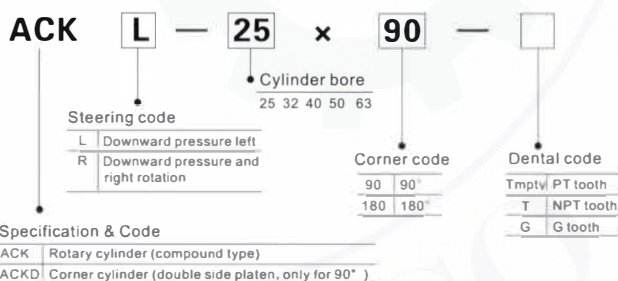 ACK L — 25 × 90 —
Cylinder bore
25 32 40 50 63
Steering code
L Downward pressure left
R Downward pressure and
right rotation
Corner code
90 90°
180 180°
Dental code
Tmpty PT tooth
T NPT tooth
G G tooth
Specification & Code
ACK Rotary cylinder (compound type)
ACKD Corner cylinder (double side platen, only for 90° )